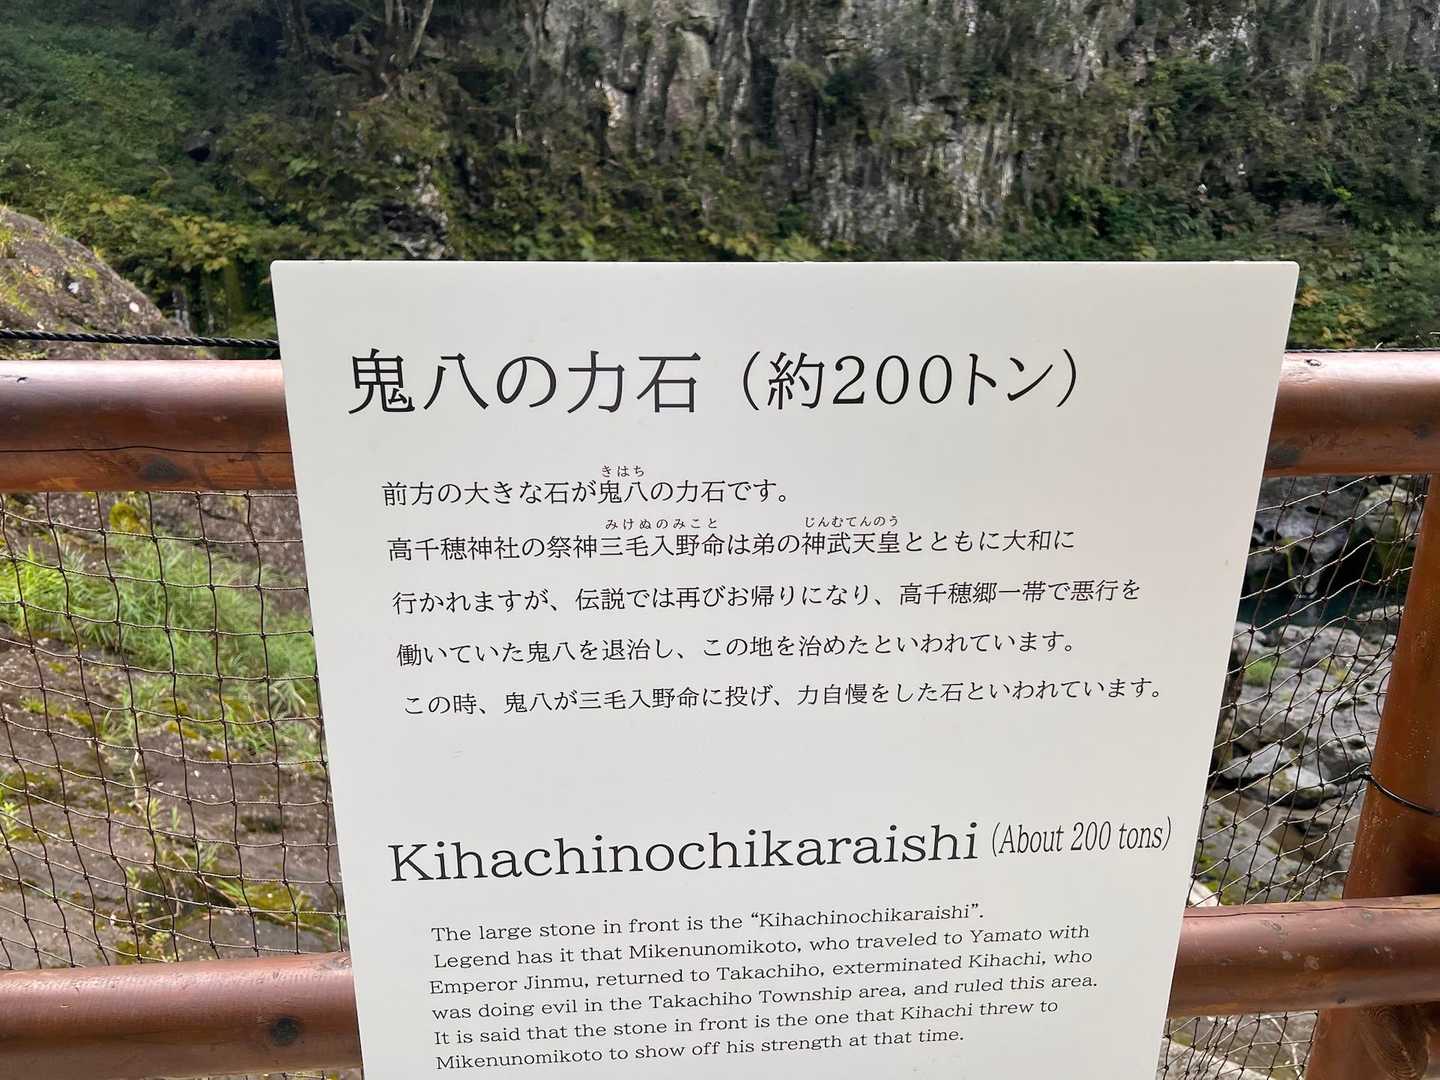 鬼八の力石（約200トン）
きはち
前方の大きな石が鬼八の力石です。
みけぬのみこと じんむてんのう
高千穂神社の祭神三毛入野命は弟の神武天皇とともに大和に
行かれますが、伝説では再びお帰りになり、高千穂郷一帯で悪行を
働いていた鬼八を退治し、この地を治めたといわれています。
この時、鬼八が三毛入野命に投げ、力自慢をした石といわれています。
Kihachinochikaraishi (About 200 tons)
The large stone in front is the “Kihachinochikaraishi”.
Legend has it that Mikenunomikoto, who traveled to Yamato with
Emperor Jinmu, returned to Takachiho, exterminated Kihachi, who
was doing evil in the Takachiho Township area, and ruled this area.
It is said that the stone in front is the one that Kihachi threw to
Mikenunomikoto to show off his strength at that time.